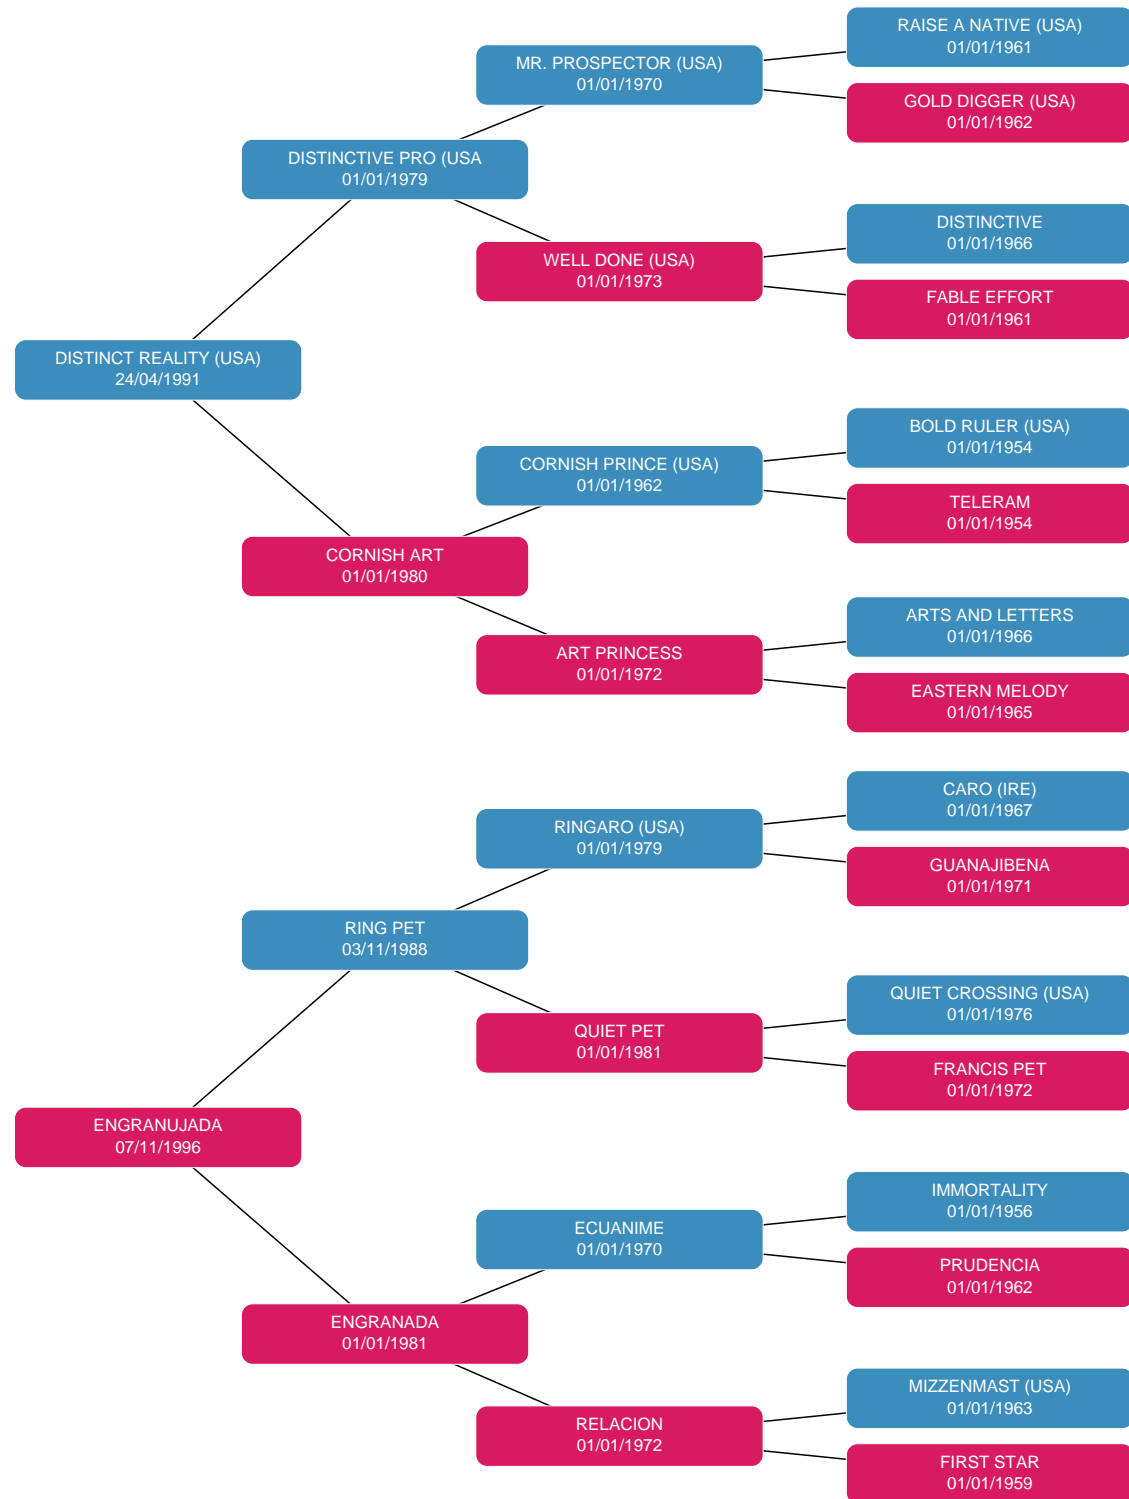 RAISE A NATIVE (USA)
01/01/1961
MR. PROSPECTOR (USA)
01/01/1970
GOLD DIGGER (USA)
01/01/1962
DISTINCTIVE PRO (USA
01/01/1979
DISTINCTIVE
01/01/1966
WELL DONE (USA)
01/01/1973
FABLE EFFORT
01/01/1961
DISTINCT REALITY (USA)
24/04/1991
BOLD RULER (USA)
01/01/1954
CORNISH PRINCE (USA)
01/01/1962
TELERAM
01/01/1954
CORNISH ART
01/01/1980
ARTS AND LETTERS
01/01/1966
ART PRINCESS
01/01/1972
EASTERN MELODY
01/01/1965
CARO (IRE)
01/01/1967
RINGARO (USA)
01/01/1979
GUANAJIBENA
01/01/1971
RING PET
03/11/1988
QUIET CROSSING (USA)
01/01/1976
QUIET PET
01/01/1981
FRANCIS PET
01/01/1972
ENGRANUJADA
07/11/1996
IMMORTALITY
01/01/1956
ECUANIME
01/01/1970
PRUDENCIA
01/01/1962
ENGRANADA
01/01/1981
MIZZENMAST (USA)
01/01/1963
RELACION
01/01/1972
FIRST STAR
01/01/1959